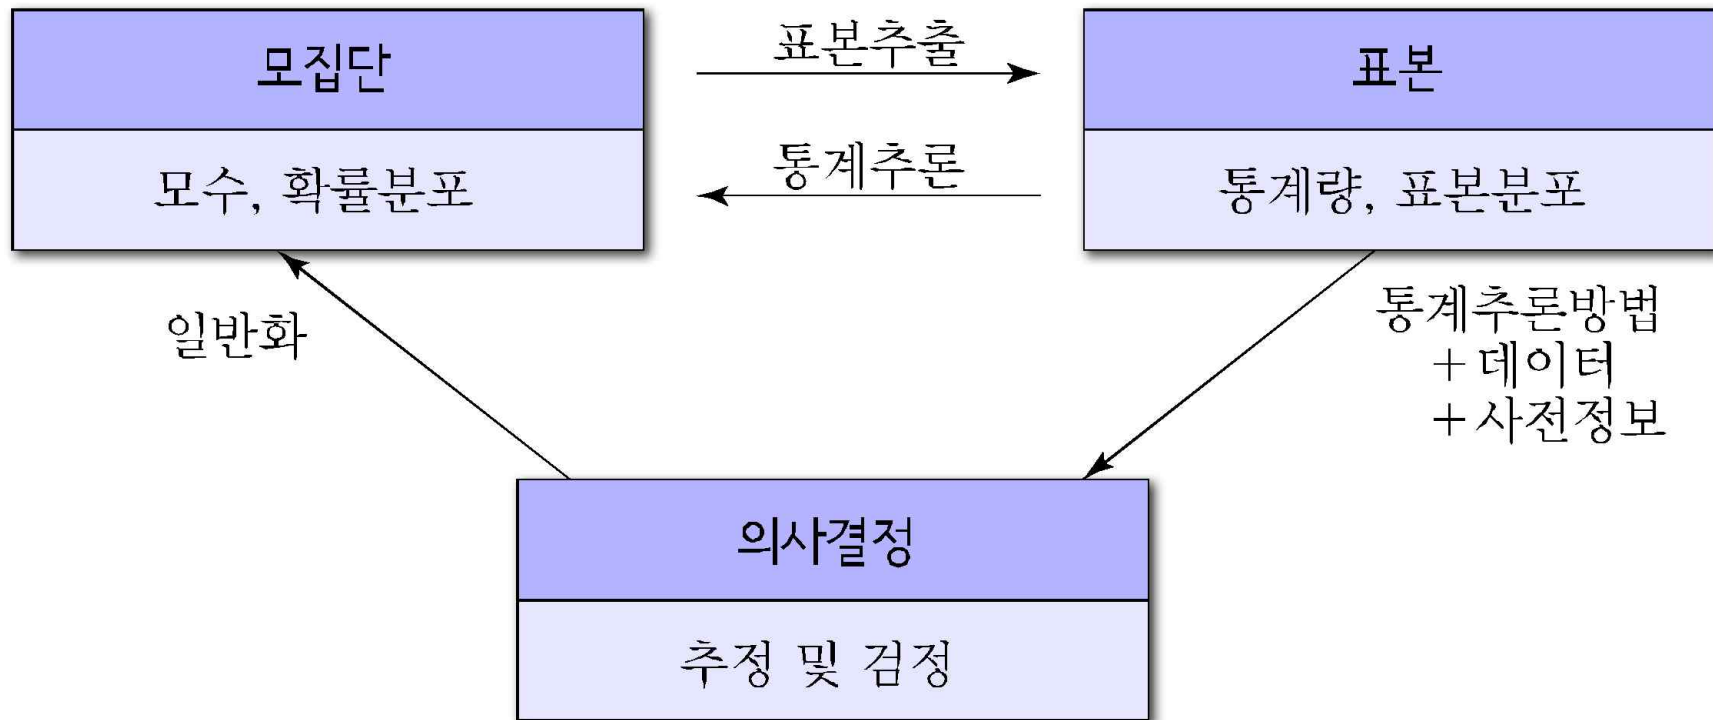 모집단
모수, 확률분포
표본추출
통계추론
표본
통계량, 표본분포
일반화
통계추론방법
+데이터
+사전정보
의사결정
추정 및 검정